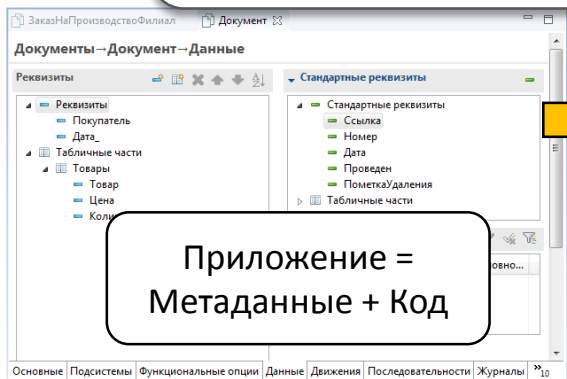 ЗаказНаПроизводствоФилиал Документ
Документы→Документ→Данные
Реквизиты
Реквизиты
Покупатель
Дата_
Табличные части
Товары
Товар
Цена
Стандартные реквизиты
Стандартные реквизиты
Ссылка
Номер
Дата
Проведен
ПометкаУдаления
Табличные части
Приложение =
Метаданные + Код
Основные Подсистемы Функциональные опции Данные Движения Последовательности Журналы »10